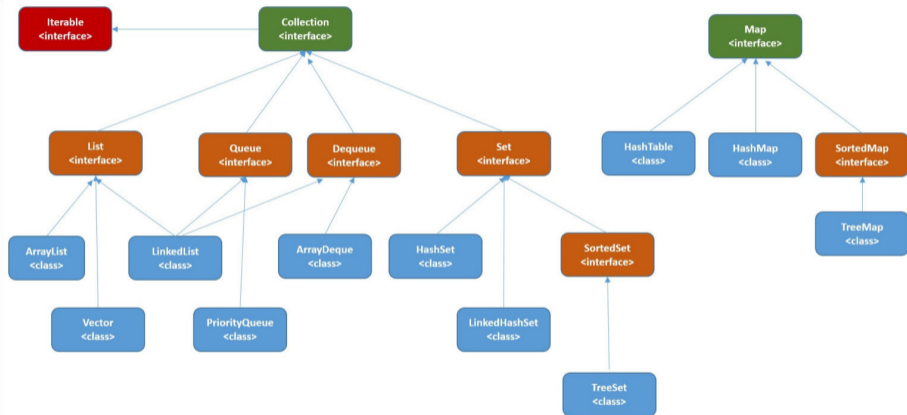 Iterable
<interface>
Collection
<interface>
Map
<interface>
List
<interface>
Queue
<interface>
Dequeue
<interface>
Set
<interface>
HashTable
<class>
HashMap
<class>
SortedMap
<interface>
ArrayList
<class>
LinkedList
<class>
ArrayDeque
<class>
HashSet
<class>
SortedSet
<interface>
TreeMap
<class>
Vector
<class>
PriorityQueue
<class>
LinkedHashSet
<class>
TreeSet
<class>